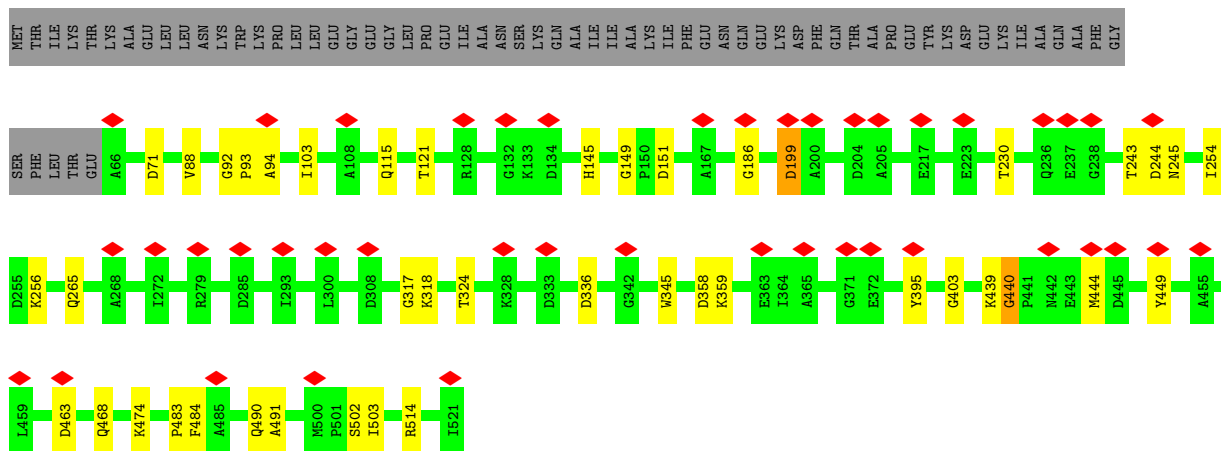 MET THR ILE LYS THR LYS ALA GLU LEU LEU ASN LYS TRP LYS PRO LEU LEU GLU GLY GLU GLY LEU PRO GLU ILE ALA ASN SER LYS GLN ALA ILE ILE ALA LYS ILE PHE GLU ASN GLN GLU LYS ASP PHE GLN THR ALA PRO GLU TYR LYS ASP GLU LYS ILE ALA GLN ALA PHE GLY
SER PHE LEU THR GLU A66 D71 V88 G92 P93 A94 I103 A108 Q115 T121 R128 G132 K133 D134 H145 G149 P150 D151 A167 G186 D199 A200 D204 A205 E217 E223 T230 Q236 E237 G238 T243 D244 N245 I254
D255 K256 Q265 A268 I272 R279 D285 I293 L300 D308 G317 K318 T324 K328 D333 D336 G342 W345 D358 K359 E363 I364 A365 G371 E372 Y395 G403 K439 G440 P441 N442 E443 M444 D445 Y449 A455
L459 D463 Q468 K474 P483 F484 A485 Q490 A491 M500 P501 S502 I503 R514 I521